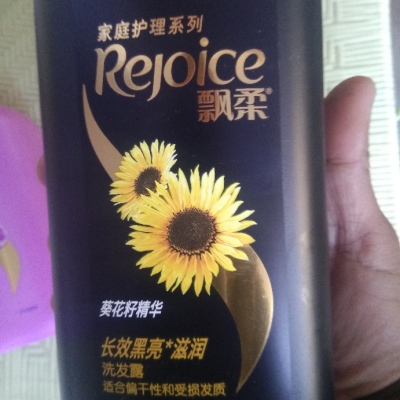 家庭护理系列
Rejoice
飘柔®
葵花籽精华
长效黑亮*滋润
洗发露
适合偏干性和受损发质